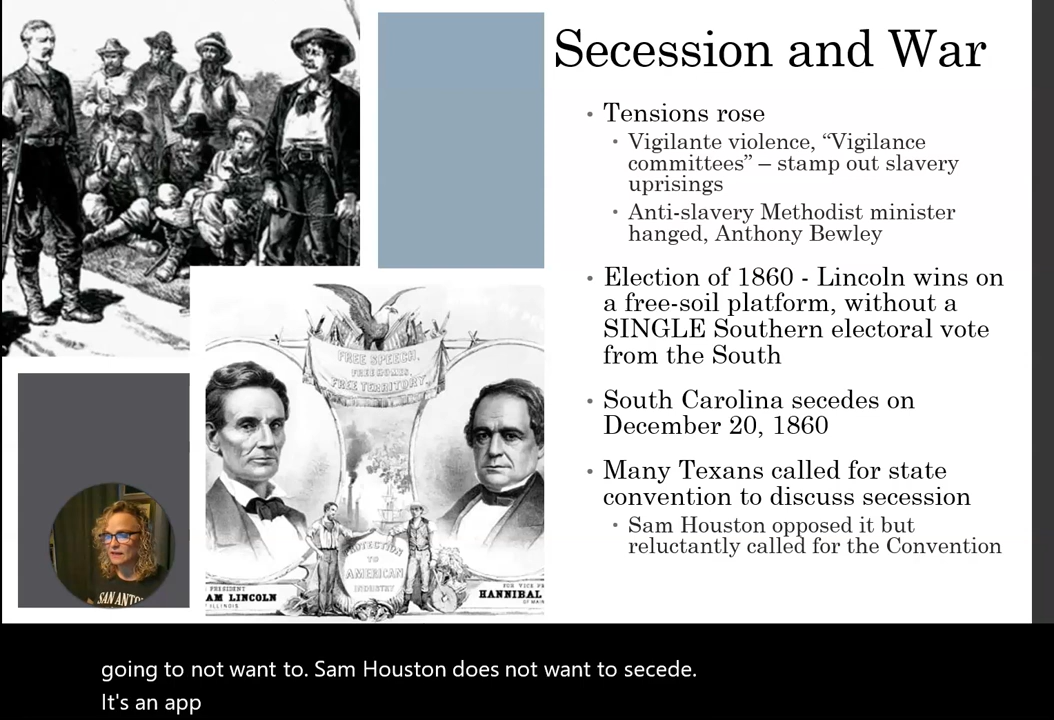 Secession and War
• Tensions rose
• Vigilante violence, “Vigilance
committees” – stamp out slavery
uprisings
• Anti-slavery Methodist minister
hanged, Anthony Bewley
• Election of 1860 - Lincoln wins on
a free-soil platform, without a
SINGLE Southern electoral vote
from the South
• South Carolina secedes on
December 20, 1860
• Many Texans called for state
convention to discuss secession
• Sam Houston opposed it but
reluctantly called for the Convention
FREE SPEECH,
FREE HOMES,
FREE TERRITORY.
PROTECTION
TO
AMERICAN
INDUSTRY
PRESIDENT
AM LINCOLN
ILLINOIS
FOR VICE PR
HANNIBAL
OF MAIN
SAN ANTO
going to not want to. Sam Houston does not want to secede.
It's an app